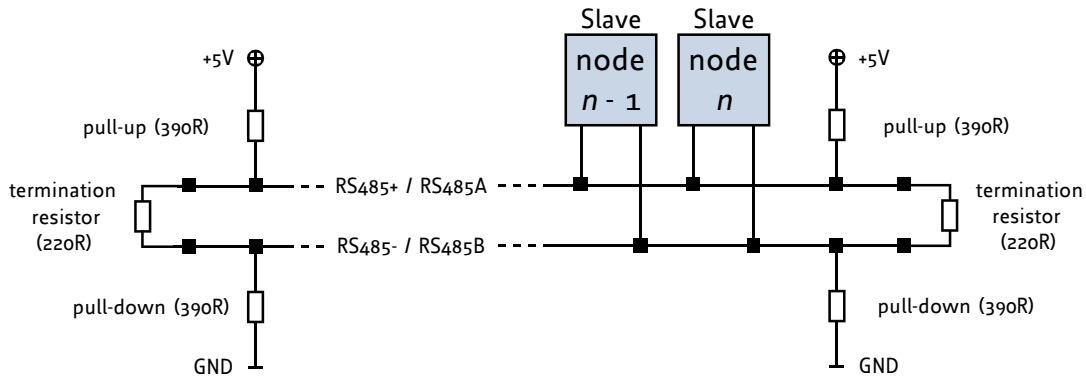 Slave
Slave
node
n - 1
node
n
+5V
+5V
pull-up (390R)
pull-up (390R)
termination
resistor
(220R)
RS485+ / RS485A
termination
resistor
(220R)
RS485- / RS485B
pull-down (390R)
pull-down (390R)
GND
GND